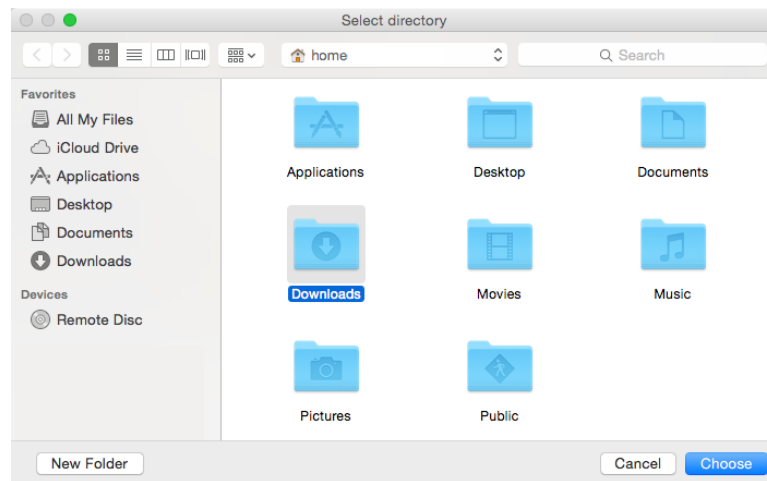 Select directory
home
Search
Favorites
All My Files
iCloud Drive
Applications
Desktop
Documents
Downloads
Devices
Remote Disc
Applications
Desktop
Documents
Downloads
Movies
Music
Pictures
Public
New Folder
Cancel
Choose